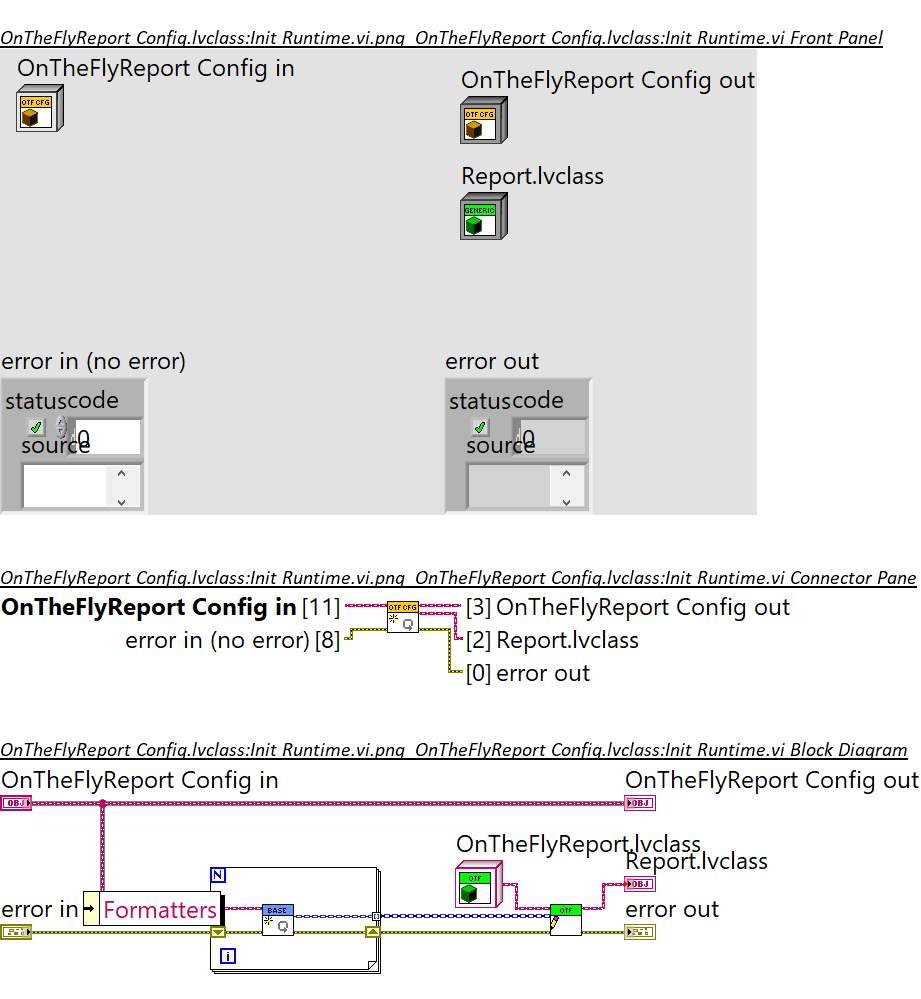 OnTheFlyReport Config.lvclass:Init Runtime.vi.png OnTheFlyReport Config.lvclass:Init Runtime.vi Front Panel
OnTheFlyReport Config in
OnTheFlyReport Config out
OTF CFG
OTF CFG
Report.lvclass
GENERIC
error in (no error)
error out
status code
status code
0
0
source
source
OnTheFlyReport Config.lvclass:Init Runtime.vi.png OnTheFlyReport Config.lvclass:Init Runtime.vi Connector Pane
OnTheFlyReport Config in [11]
OTF CFG
[3] OnTheFlyReport Config out
error in (no error) [8]
[2] Report.lvclass
[0] error out
OnTheFlyReport Config.lvclass:Init Runtime.vi.png OnTheFlyReport Config.lvclass:Init Runtime.vi Block Diagram
OnTheFlyReport Config in
OnTheFlyReport Config out
OBJ
OBJ
OnTheFlyReport.lvclass
Report.lvclass
N
OTF
OBJ
error in
Formatters
BASE
OTF
error out
i